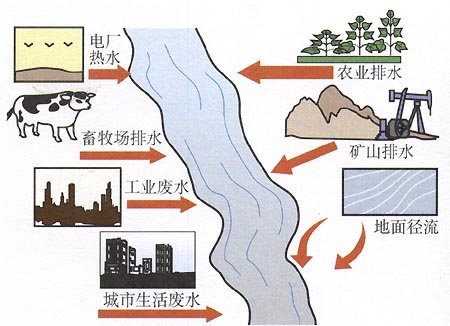 电厂
热水
农业排水
畜牧场排水
矿山排水
工业废水
地面径流
城市生活废水